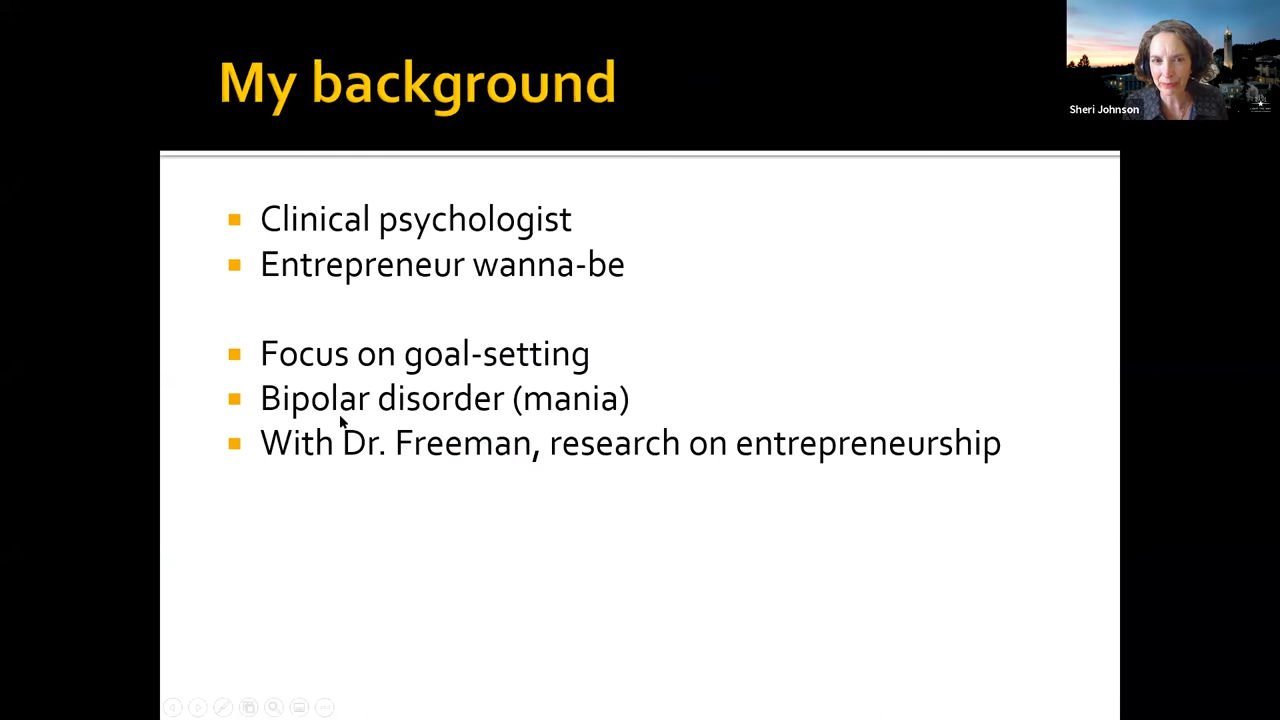 My background
Sheri Johnson
Clinical psychologist
Entrepreneur wanna-be
Focus on goal-setting
Bipolar disorder (mania)
With Dr. Freeman, research on entrepreneurship